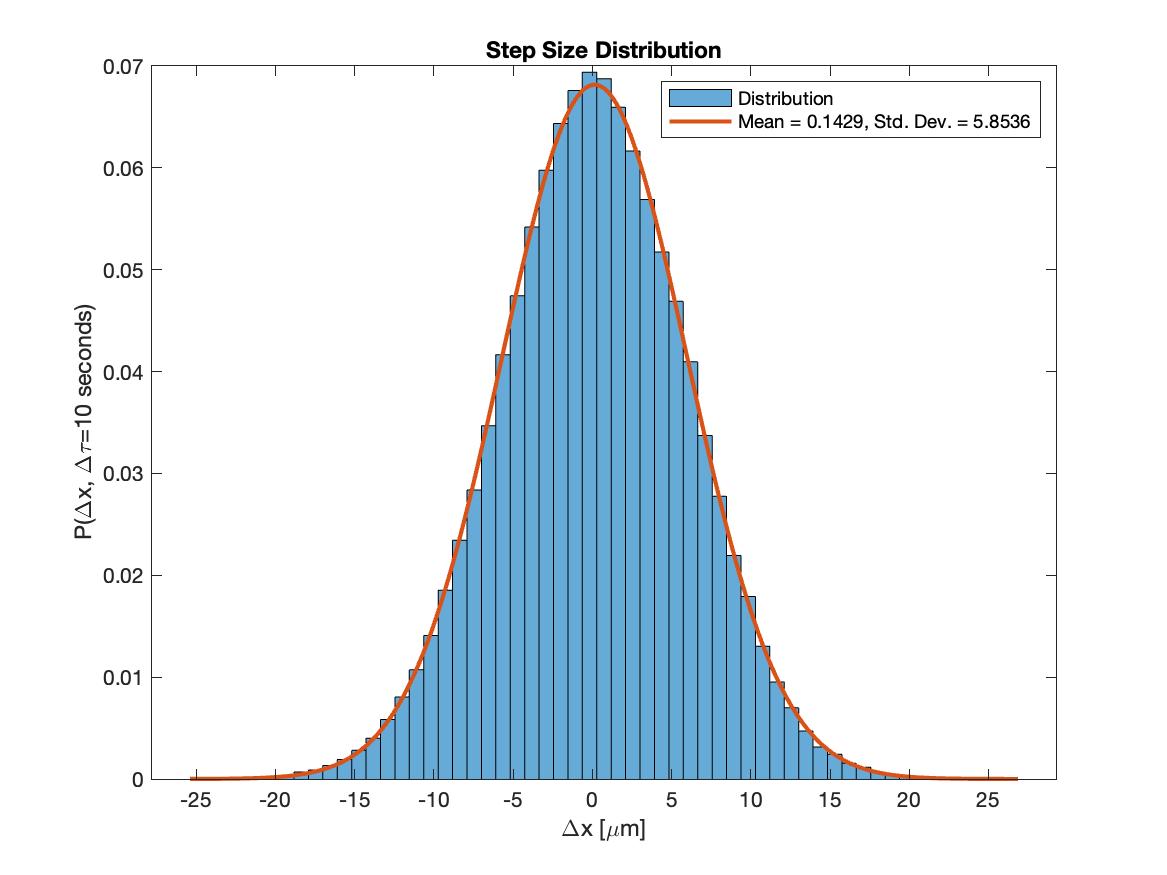 Step Size Distribution
0.07
0.06
0.05
0.04
0.03
0.02
0.01
0
P(Δx, Δτ=10 seconds)
Distribution
Mean = 0.1429, Std. Dev. = 5.8536
-25 -20 -15 -10 -5 0 5 10 15 20 25
Δx [μm]